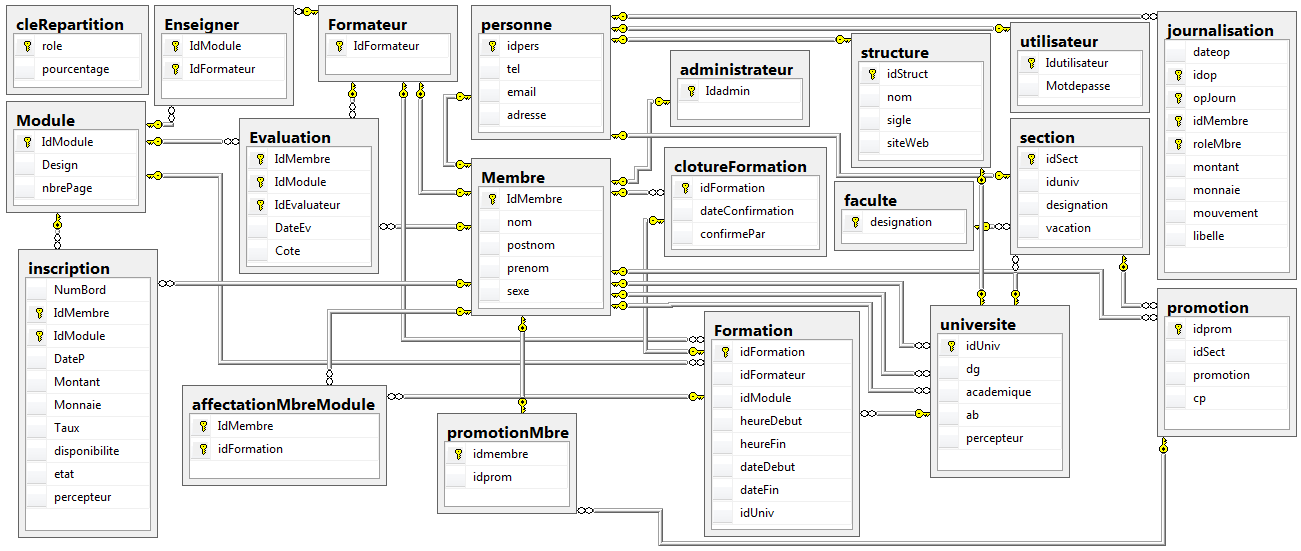 cleRepartition
role
pourcentage
Enseigner
IdModule
IdFormateur
Formateur
IdFormateur
personne
idpers
tel
email
adresse
administrateur
Idadmin
structure
idStruct
nom
sigle
siteWeb
utilisateur
Idutilisateur
Motdepasse
journalisation
dateop
idop
opJourn
idMembre
roleMbre
montant
monnaie
mouvement
libelle
Module
IdModule
Design
nbrePage
Evaluation
IdMembre
IdModule
IdEvaluateur
DateEv
Cote
Membre
IdMembre
nom
postnom
prenom
sexe
clotureFormation
idFormation
dateConfirmation
confirmePar
faculte
designation
section
idSect
iduniv
designation
vacation
inscription
NumBord
IdMembre
IdModule
DateP
Montant
Monnaie
Taux
disponibilite
etat
percepteur
affectationMbreModule
IdMembre
idFormation
promotionMbre
idmembre
idprom
Formation
idFormation
idFormateur
idModule
heureDebut
heureFin
dateDebut
dateFin
idUniv
universite
idUniv
dg
academique
ab
percepteur
promotion
idprom
idSect
promotion
cp